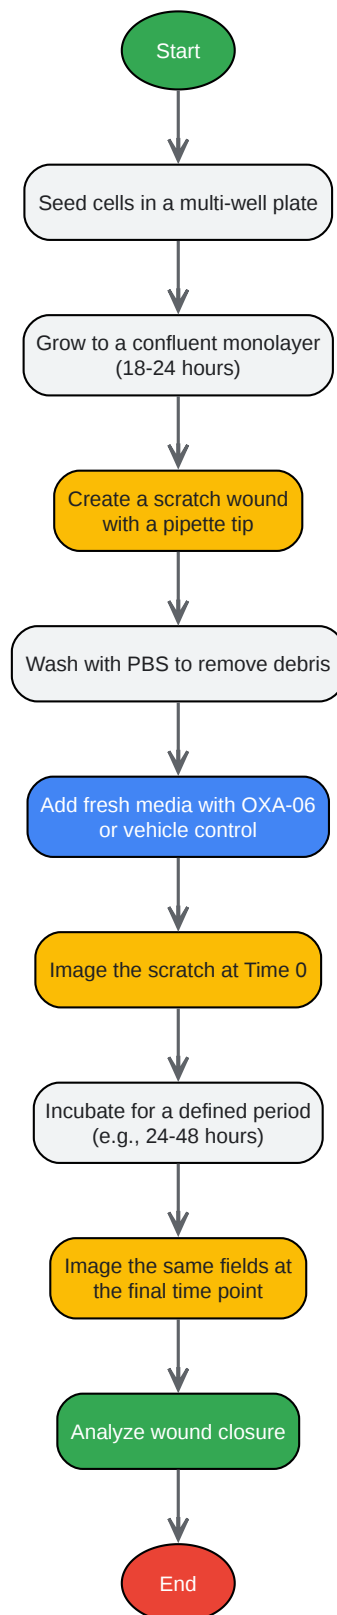 Start
Seed cells in a multi-well plate
Grow to a confluent monolayer
(18-24 hours)
Create a scratch wound
with a pipette tip
Wash with PBS to remove debris
Add fresh media with OXA-06
or vehicle control
Image the scratch at Time 0
Incubate for a defined period
(e.g., 24-48 hours)
Image the same fields at
the final time point
Analyze wound closure
End